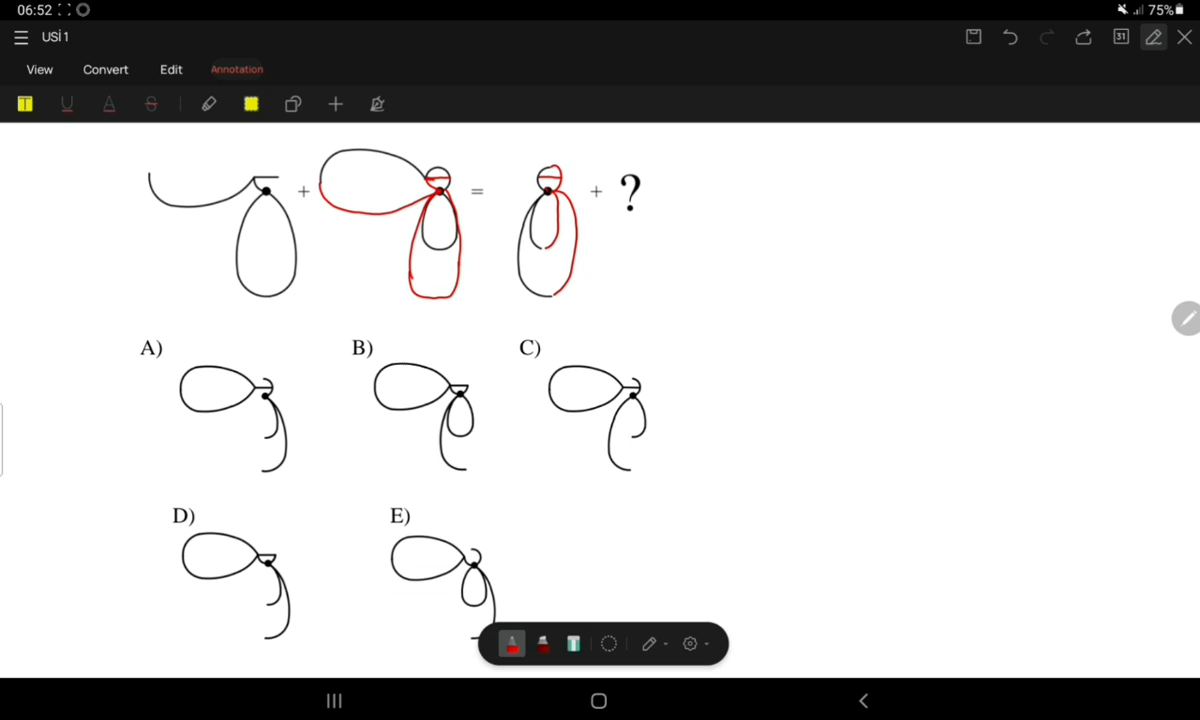 06:52 75%
USİ 1
View Convert Edit Annotation
T U A S
31
+ = + ?
A) B) C)
D) E)